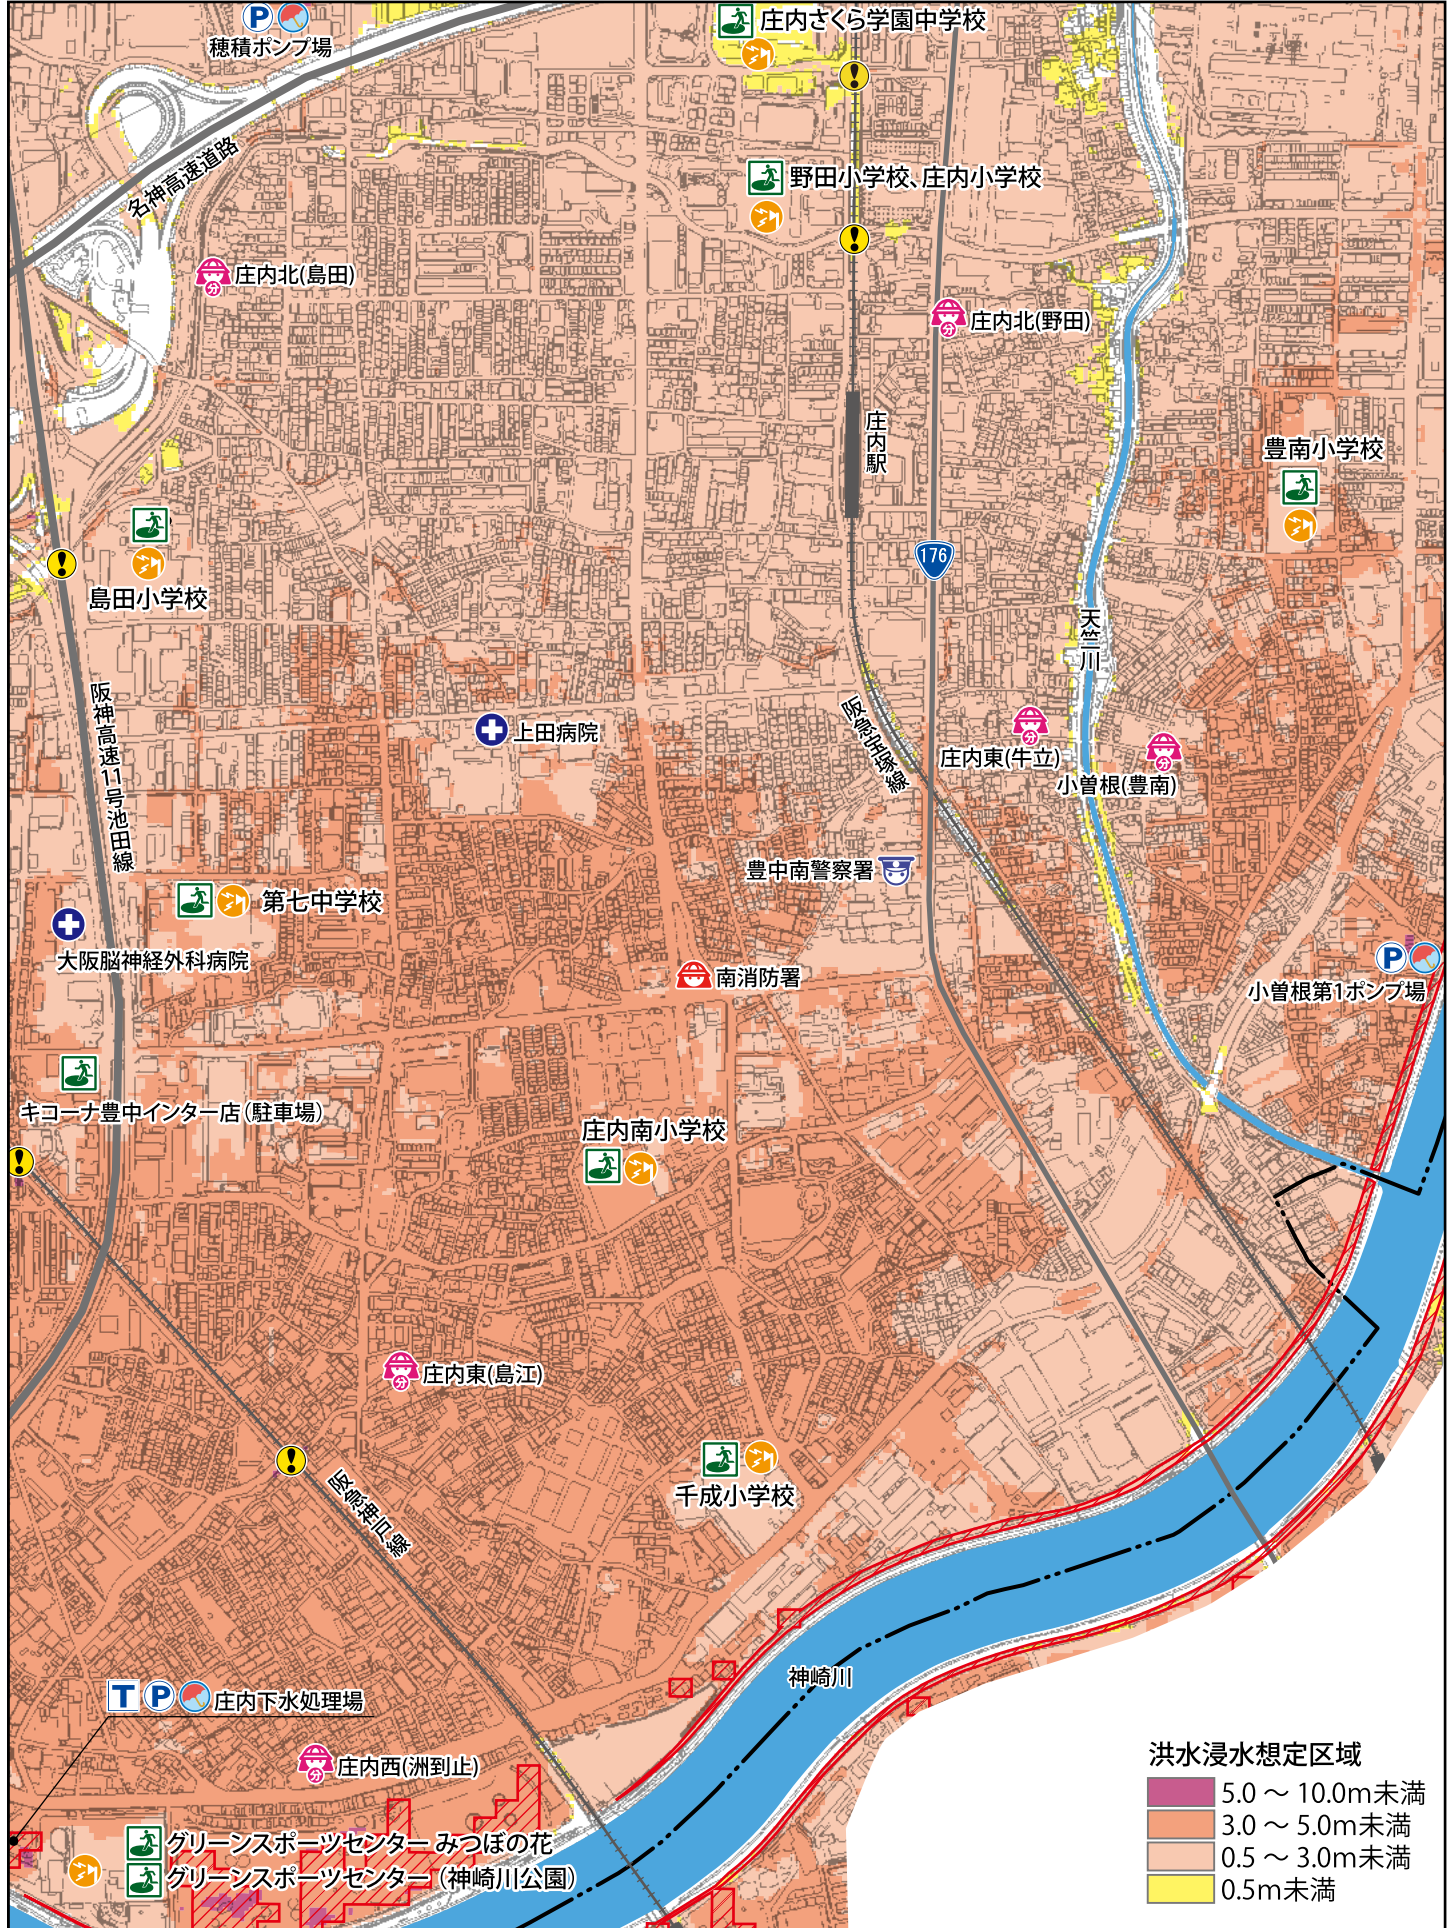 P
穂積ポンプ場
庄内さくら学園中学校
!
名神高速道路
野田小学校、庄内小学校
!
分
庄内北(島田)
分
庄内北(野田)
庄内駅
豊南小学校
176
!
島田小学校
天竺川
阪神高速11号池田線
上田病院
阪急宝塚線
分
庄内東(牛立)
分
小曽根(豊南)
豊中南警察署
第七中学校
大阪脳神経外科病院
南消防署
P
小曽根第1ポンプ場
キコーナ豊中インター店(駐車場)
!
庄内南小学校
分
庄内東(島江)
!
阪急神戸線
千成小学校
神崎川
T P 庄内下水処理場
分
庄内西(洲到止)
グリーンスポーツセンター みつぼの花
グリーンスポーツセンター (神崎川公園)
洪水浸水想定区域
5.0 ～ 10.0m未満
3.0 ～ 5.0m未満
0.5 ～ 3.0m未満
0.5m未満